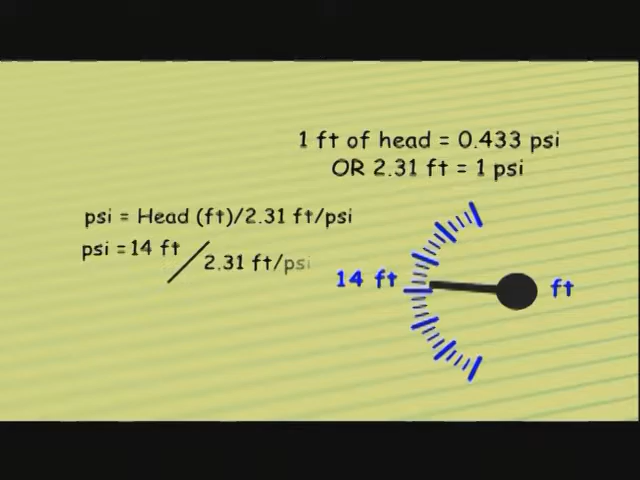 1 ft of head = 0.433 psi
OR 2.31 ft = 1 psi
psi = Head (ft)/2.31 ft/psi
psi = 14 ft / 2.31 ft/psi
14 ft
ft